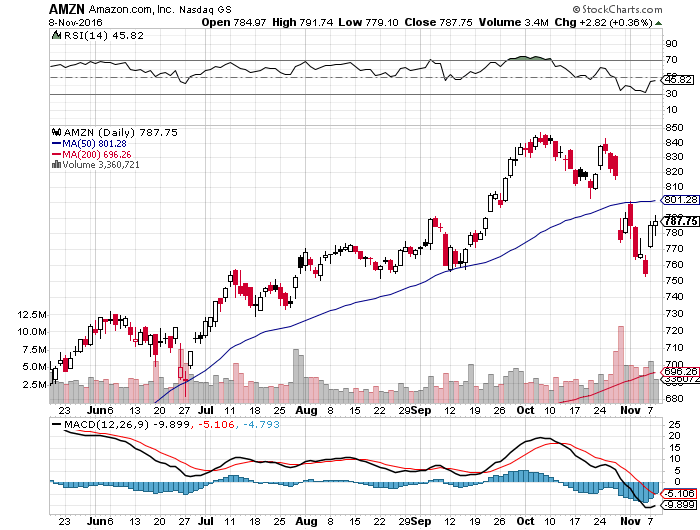 AMZN Amazon.com, Inc. Nasdaq GS © StockCharts.com
8-Nov-2016 Open 784.97 High 791.74 Low 779.10 Close 787.75 Volume 3.4M Chg +2.82 (+0.36%)
RSI(14) 45.82
90
70
50
45.82
30
10
AMZN (Daily) 787.75
MA(50) 801.28
MA(200) 696.26
Volume 3,360,721
850
840
830
820
810
801.28
790
787.75
780
770
760
750
740
730
720
710
700
696.26
3360721
680
12.5M
10.0M
7.5M
5.0M
2.5M
23 Jun 6 13 20 27 Jul 11 18 25 Aug 8 15 22 29 Sep 12 19 26 Oct 10 17 24 Nov 7
MACD(12,26,9) -9.899, -5.106, -4.793
25
20
15
10
5
0
-5.106
-9.899
23 Jun 6 13 20 27 Jul 11 18 25 Aug 8 15 22 29 Sep 12 19 26 Oct 10 17 24 Nov 7